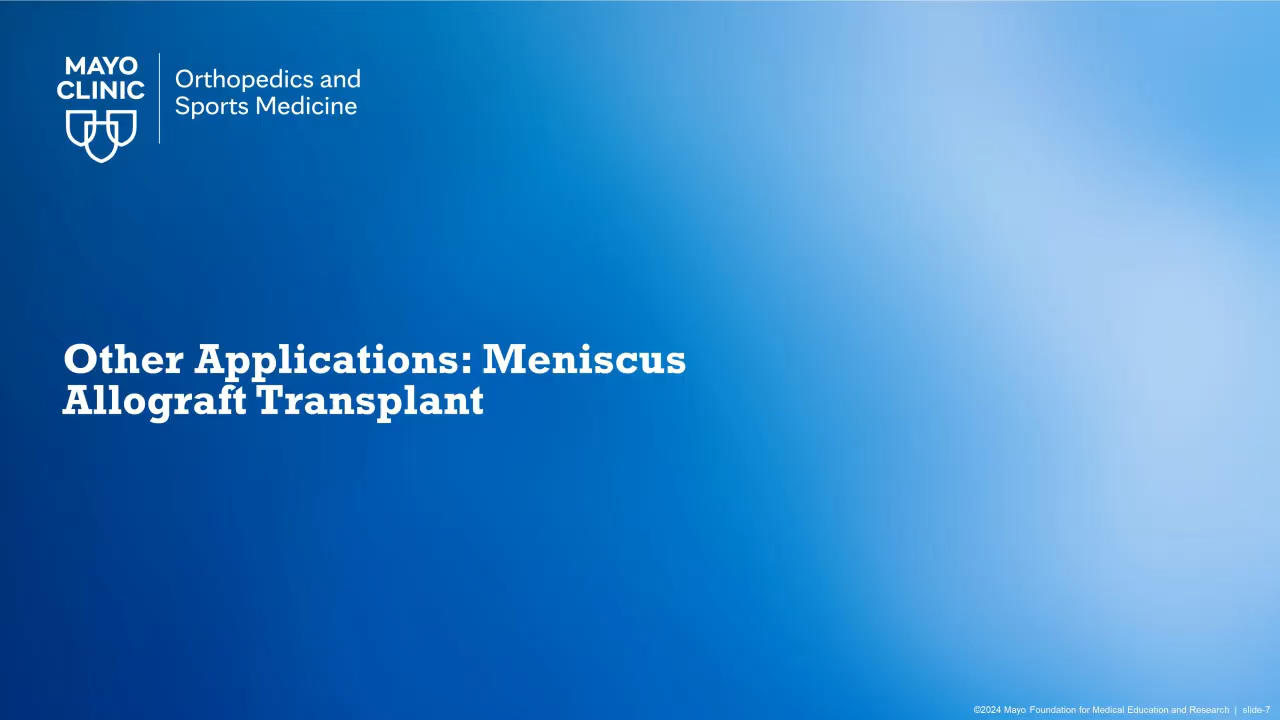 MAYO
CLINIC
Orthopedics and
Sports Medicine
Other Applications: Meniscus
Allograft Transplant
©2024 Mayo Foundation for Medical Education and Research | slide-7